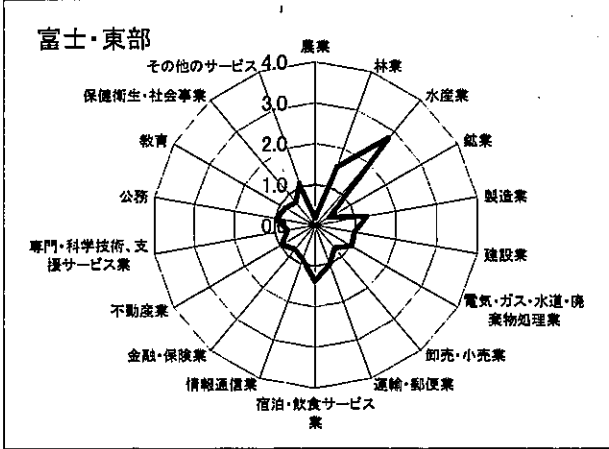 富士・東部
農業
林業
水産業
鉱業
製造業
建設業
電気・ガス・水道・廃
棄物処理業
卸売・小売業
運輸・郵便業
宿泊・飲食サービス
業
情報通信業
金融・保険業
不動産業
専門・科学技術、支
援サービス業
公務
教育
保健衛生・社会事業
その他のサービス
4.0
3.0
2.0
1.0
0.0